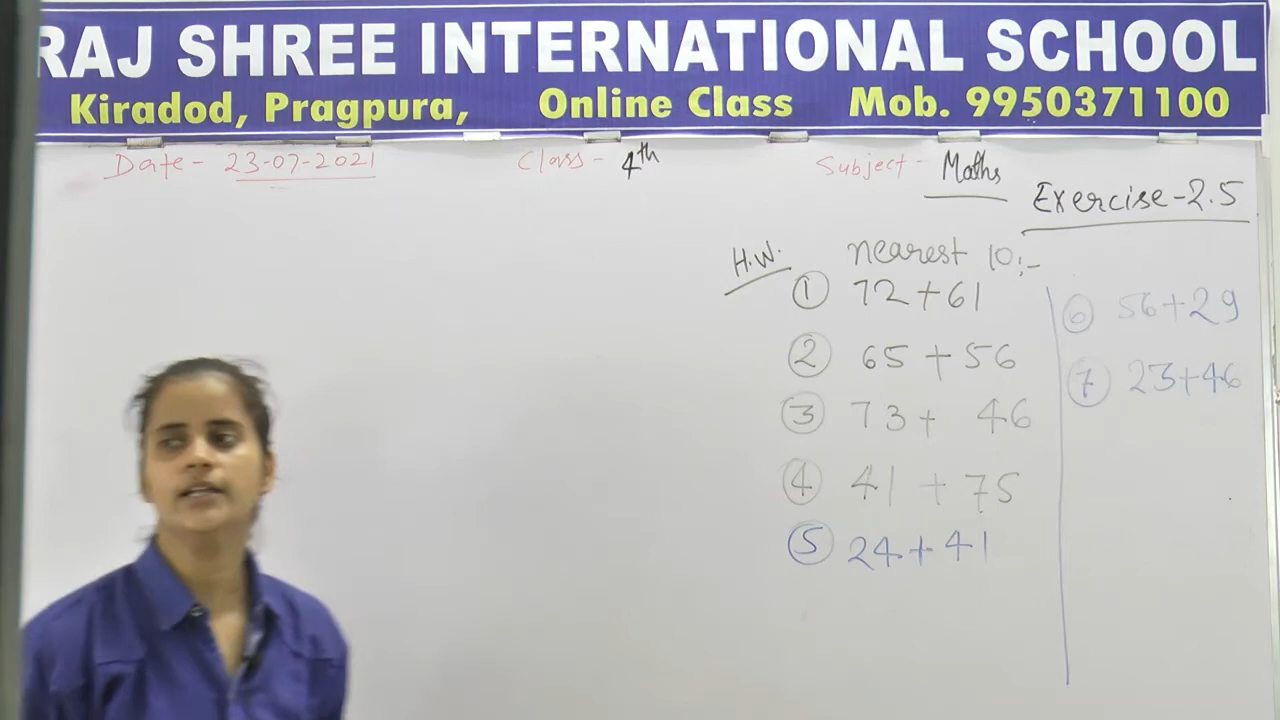 RAJ SHREE INTERNATIONAL SCHOOL
Kiradod, Pragpura, Online Class Mob. 9950371100
Date - 23-07-2021 Class - 4th Subject - Maths
Exercise-2.5
H.W. nearest 10:-
① 72+61
② 65+56
③ 73+ 46
④ 41+75
⑤ 24+41
⑥ 56+29
⑦ 23+46